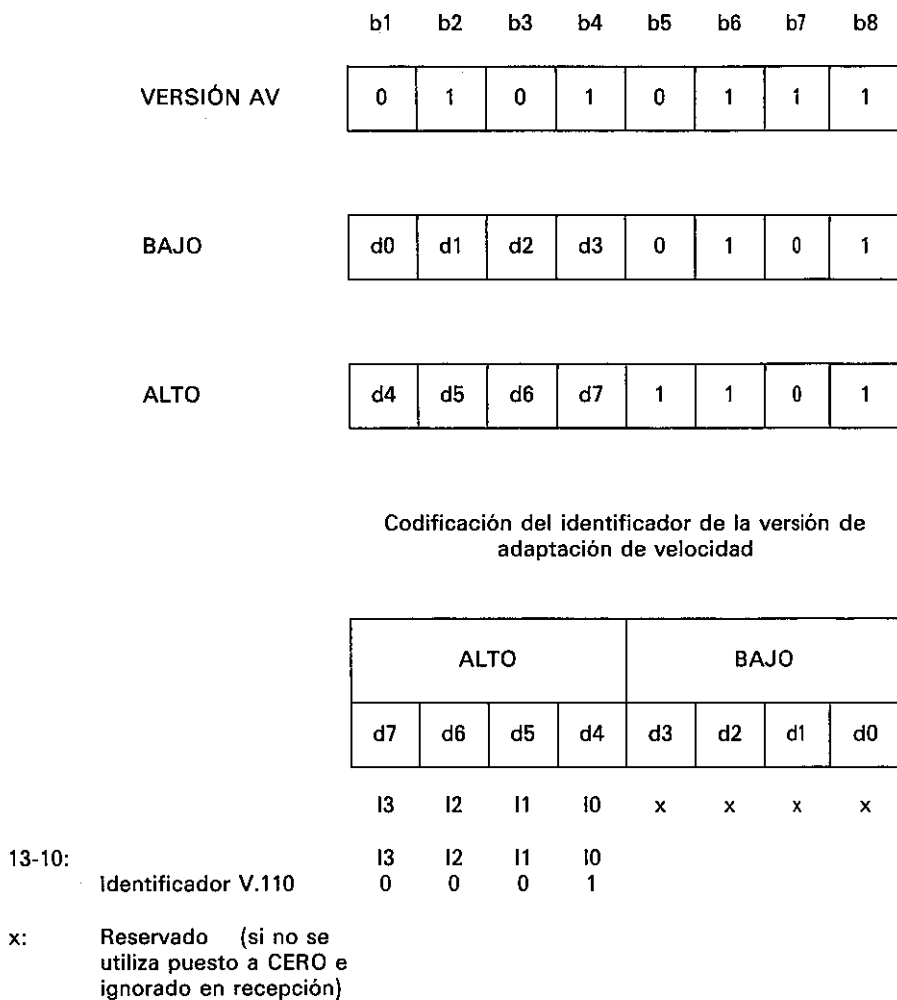 b1 b2 b3 b4 b5 b6 b7 b8
VERSIÓN AV 0 1 0 1 0 1 1 1
BAJO d0 d1 d2 d3 0 1 0 1
ALTO d4 d5 d6 d7 1 1 0 1
Codificación del identificador de la versión de
adaptación de velocidad
ALTO BAJO
d7 d6 d5 d4 d3 d2 d1 d0
I3 I2 I1 I0 x x x x
13-10: I3 I2 I1 I0
Identificador V.110 0 0 0 1
x: Reservado (si no se
utiliza puesto a CERO e
ignorado en recepción)